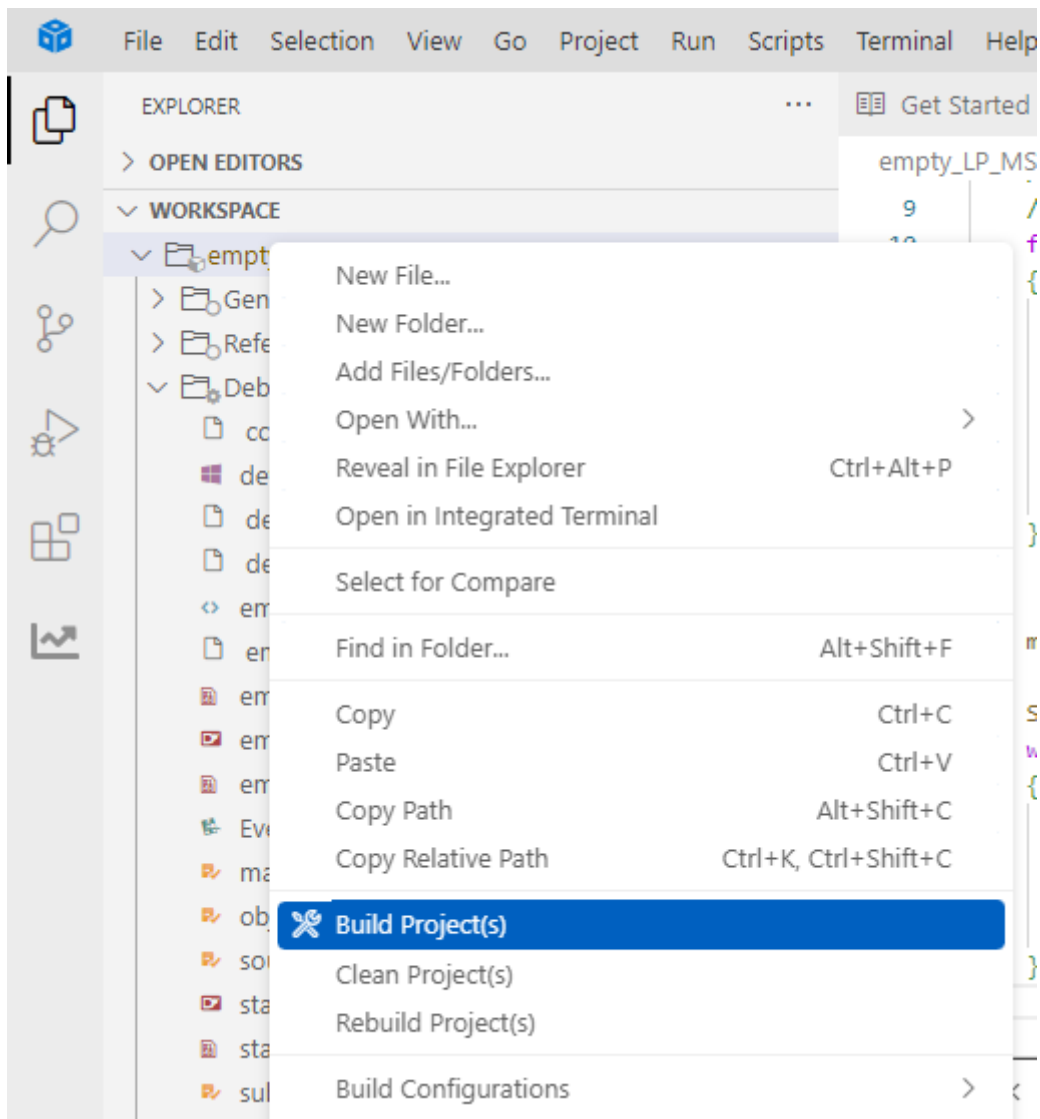 File Edit Selection View Go Project Run Scripts Terminal Help
EXPLORER ...
Get Started
OPEN EDITORS
empty_LP_MS
WORKSPACE
9
empty
New File...
New Folder...
Add Files/Folders...
Open With...
Reveal in File Explorer Ctrl+Alt+P
Open in Integrated Terminal
Select for Compare
Find in Folder... Alt+Shift+F
Copy Ctrl+C
Paste Ctrl+V
Copy Path Alt+Shift+C
Copy Relative Path Ctrl+K, Ctrl+Shift+C
Build Project(s)
Clean Project(s)
Rebuild Project(s)
Build Configurations